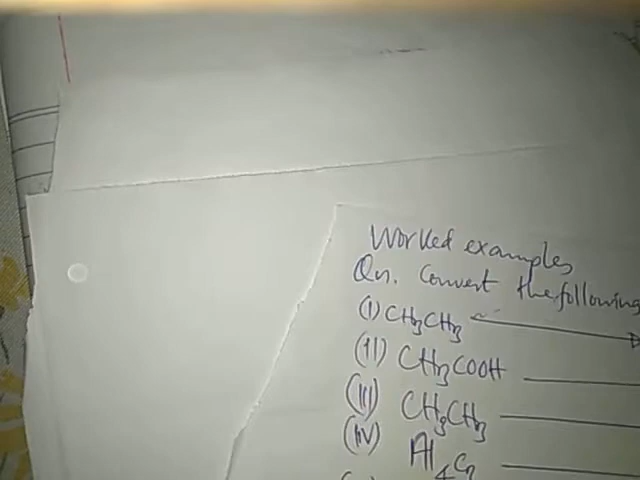 Worked examples
Qn. Convert the following
(i) CH3CH3
(ii) CH3COOH
(iii) CH3CH3
(iv) Al4C3